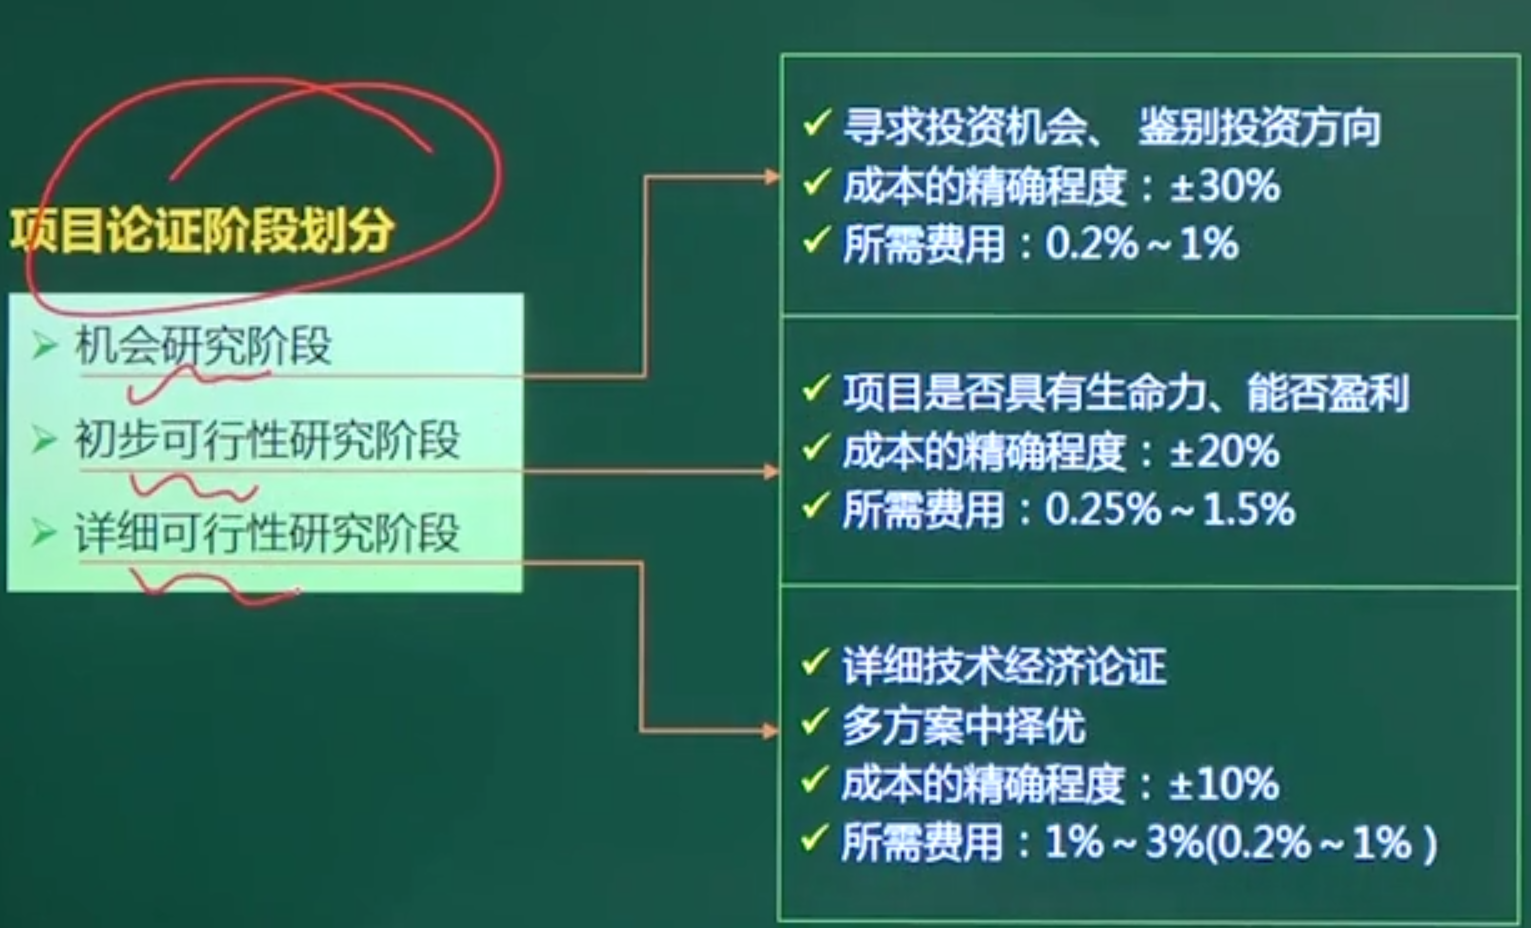 项目论证阶段划分
机会研究阶段
初步可行性研究阶段
详细可行性研究阶段
寻求投资机会、 鉴别投资方向
成本的精确程度：±30%
所需费用：0.2%～1%
项目是否具有生命力、能否盈利
成本的精确程度：±20%
所需费用：0.25%～1.5%
详细技术经济论证
多方案中择优
成本的精确程度：±10%
所需费用：1%～3%(0.2%～1% )